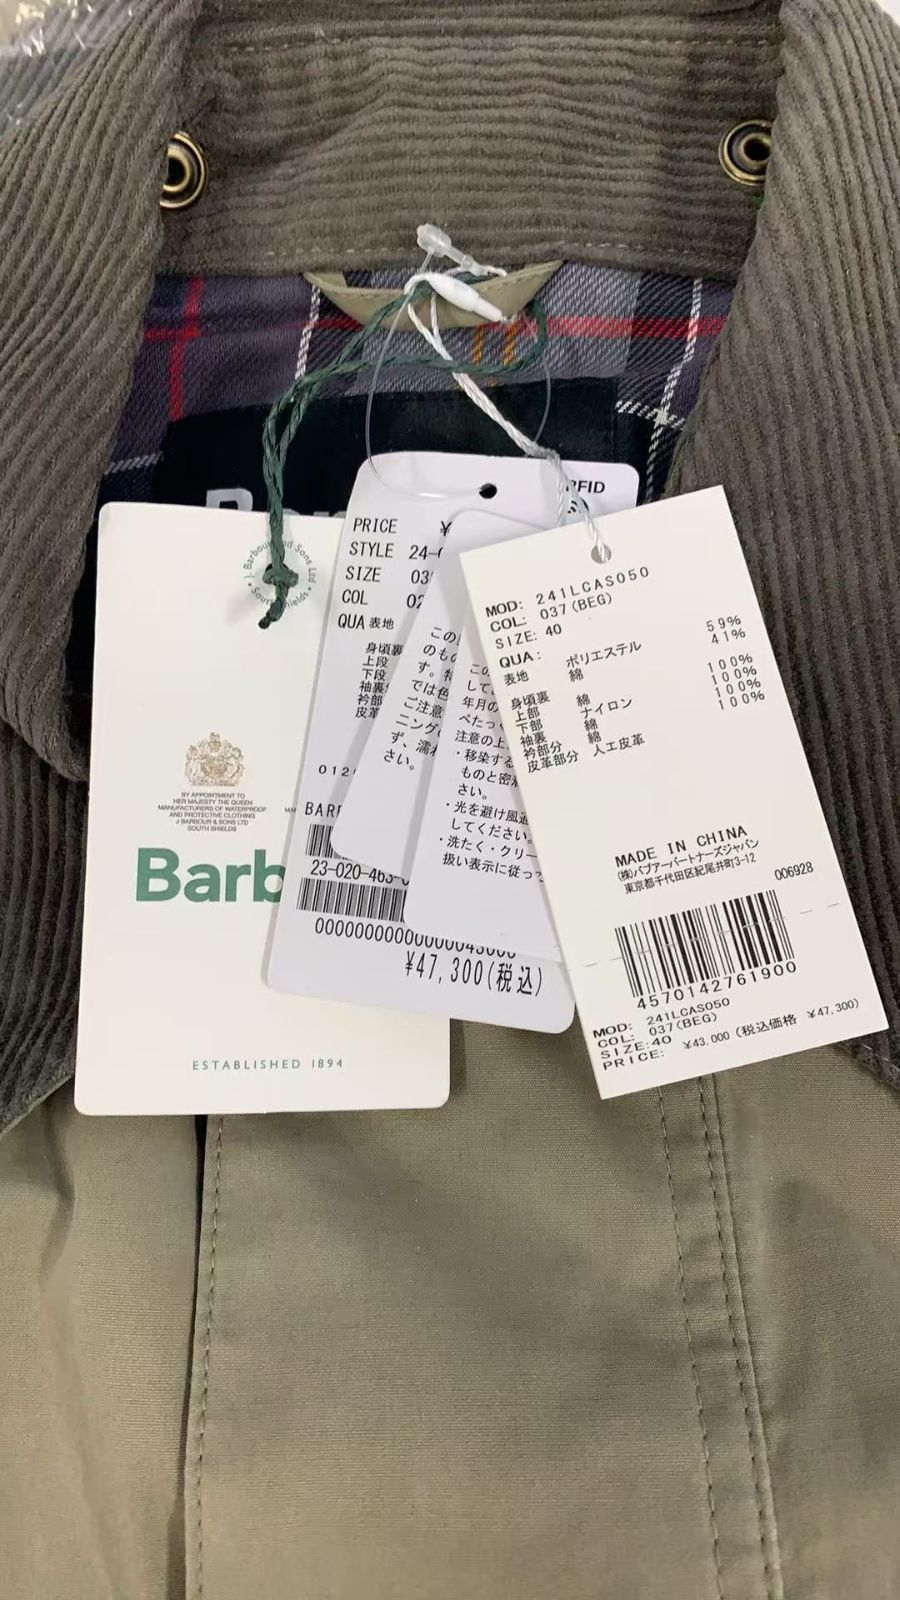 J. Barbour and Sons Ltd
South Shields
BY APPOINTMENT TO
HER MAJESTY THE QUEEN
MANUFACTURERS OF WATERPROOF
AND PROTECTIVE CLOTHING
J BARBOUR & SONS LTD
SOUTH SHIELDS
Barb
ESTABLISHED 1894
RFID
PRICE ¥
STYLE 24-
SIZE 03
COL 02
QUA 表地
身頃裏
上段
下段
袖裏
衿部
皮革
012
BARB
23-020-463-0
¥47,300(税込)
この
のもの
す。
では色
ご注意
ニング
ず、濡
さい。
この
して
年月の
べたっ
注意の上、
・移染する
ものと密
さい。
・光を避け風通
してください。
・洗たく・クリー
扱い表示に従って
MOD: 241LCAS050
COL: 037(BEG)
SIZE: 40
QUA:
表地 ポリエステル 59%
綿 41%
身頃裏
上部 綿 100%
下部 ナイロン 100%
袖裏 綿 100%
衿部分 綿 100%
皮革部分 人工皮革
MADE IN CHINA
(株)バブアーパートナーズジャパン
東京都千代田区紀尾井町3-12
006928
4570142761900
MOD: 241LCAS050
COL: 037(BEG)
SIZE:40
PRICE: ¥43,000 (税込価格 ¥47,300)